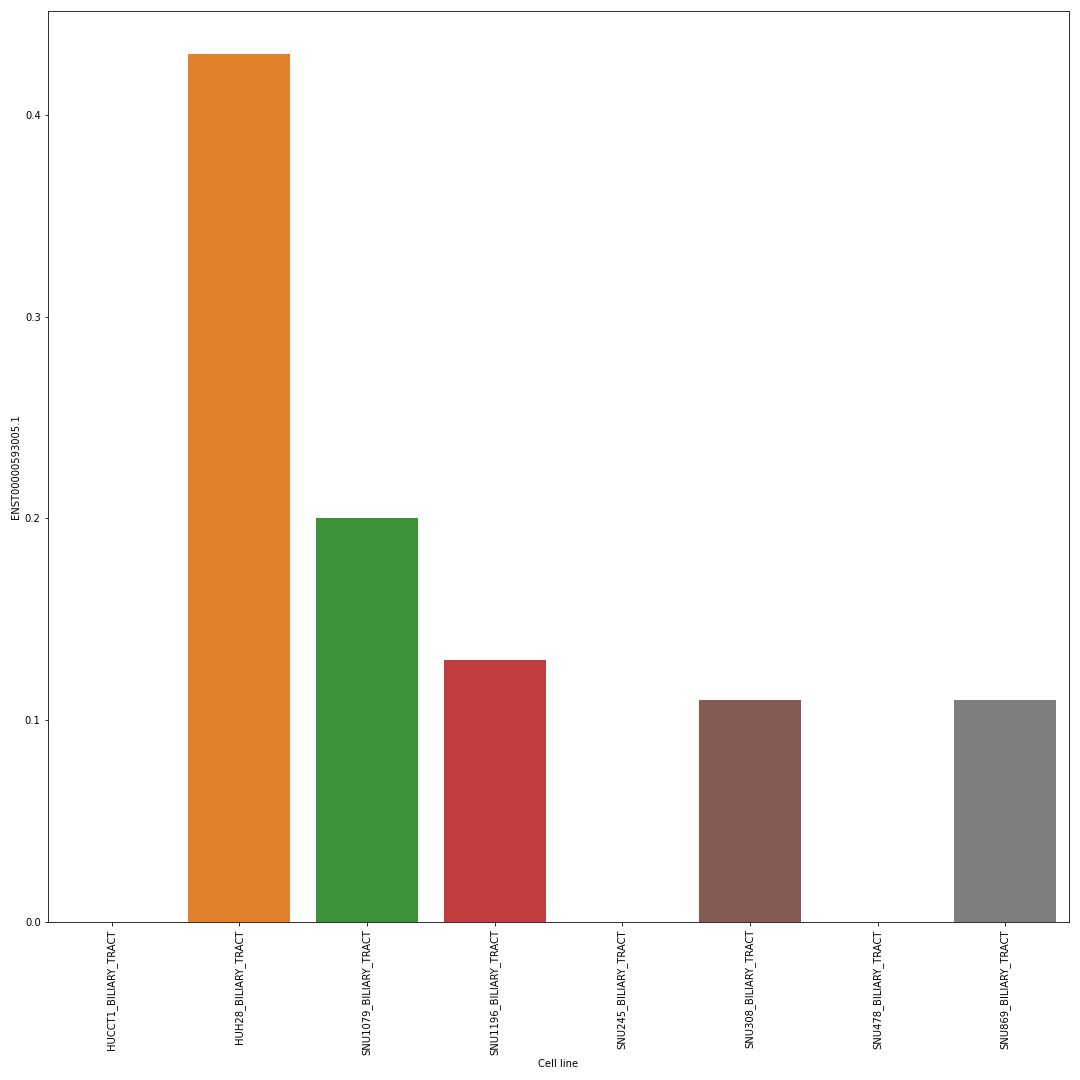 ENST00000593005.1
0.4
0.3
0.2
0.1
0.0
HUCCT1_BILIARY_TRACT
HUH28_BILIARY_TRACT
SNU1079_BILIARY_TRACT
SNU1196_BILIARY_TRACT
SNU245_BILIARY_TRACT
SNU308_BILIARY_TRACT
SNU478_BILIARY_TRACT
SNU869_BILIARY_TRACT
Cell line